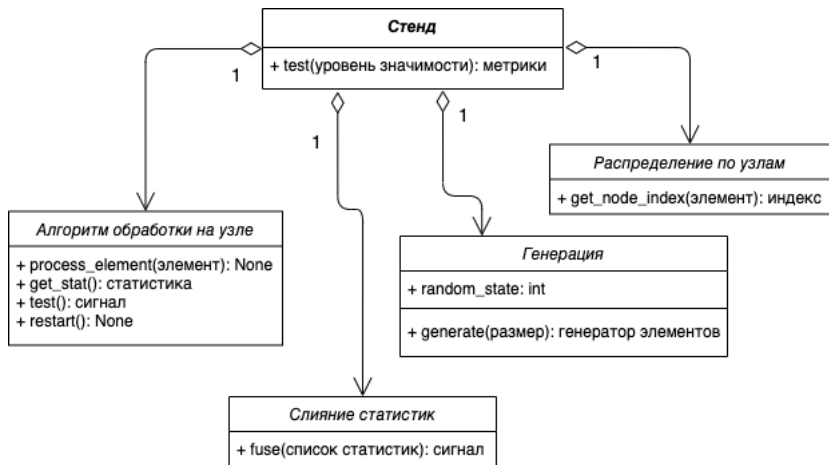 Стенд
+ test(уровень значимости): метрики
1
1
1
1
Распределение по узлам
+ get_node_index(элемент): индекс
Алгоритм обработки на узле
+ process_element(элемент): None
+ get_stat(): статистика
+ test(): сигнал
+ restart(): None
Генерация
+ random_state: int
+ generate(размер): генератор элементов
Слияние статистик
+ fuse(список статистик): сигнал